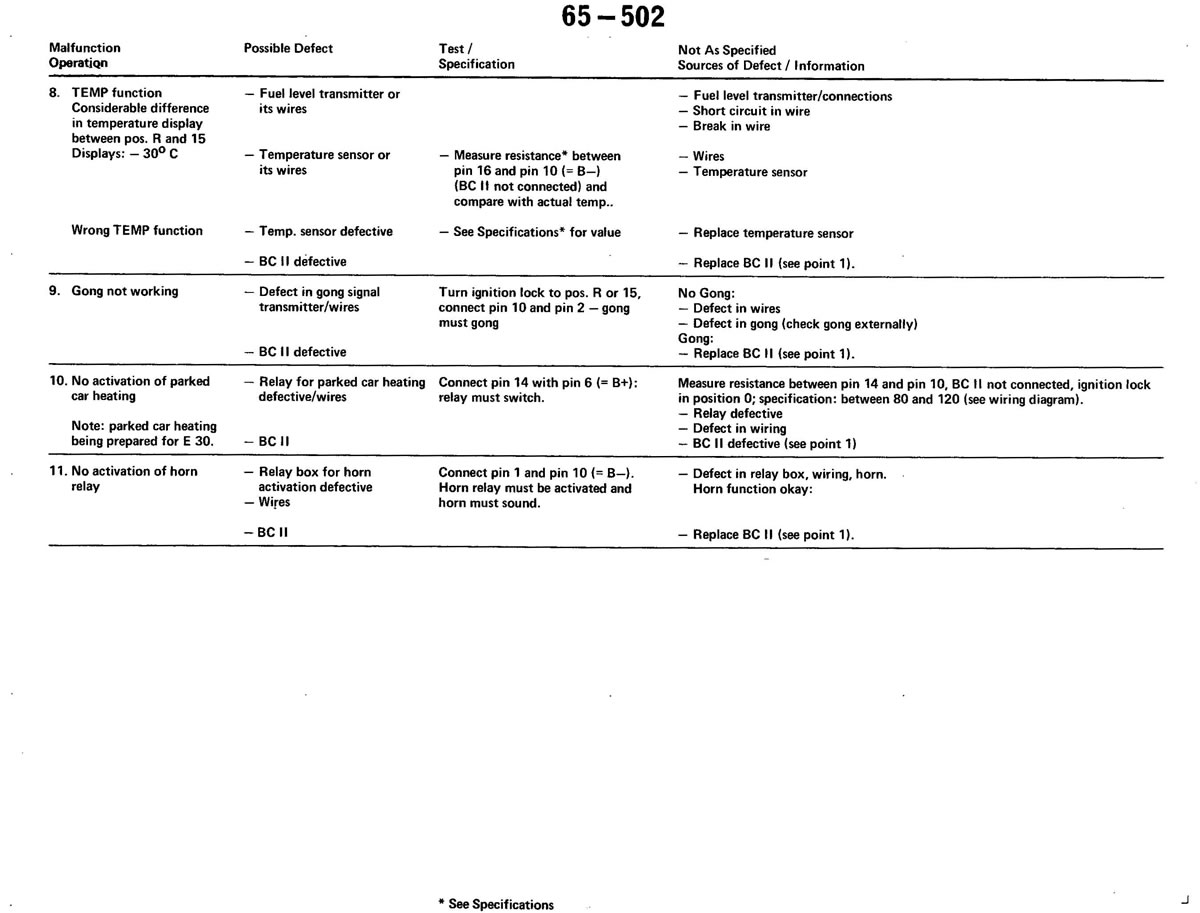 65 – 502
Malfunction
Operation
Possible Defect
Test /
Specification
Not As Specified
Sources of Defect / Information
8. TEMP function
Considerable difference
in temperature display
between pos. R and 15
Displays: – 30º C
– Fuel level transmitter or
its wires
– Fuel level transmitter/connections
– Short circuit in wire
– Break in wire
– Temperature sensor or
its wires
– Measure resistance* between
pin 16 and pin 10 (= B–)
(BC II not connected) and
compare with actual temp..
– Wires
– Temperature sensor
Wrong TEMP function
– Temp. sensor defective
– See Specifications* for value
– Replace temperature sensor
– BC II defective
– Replace BC II (see point 1).
9. Gong not working
– Defect in gong signal
transmitter/wires
Turn ignition lock to pos. R or 15,
connect pin 10 and pin 2 – gong
must gong
No Gong:
– Defect in wires
– Defect in gong (check gong externally)
Gong:
– BC II defective
– Replace BC II (see point 1).
10. No activation of parked
car heating
Note: parked car heating
being prepared for E 30.
– Relay for parked car heating
defective/wires
– BC II
Connect pin 14 with pin 6 (= B+):
relay must switch.
Measure resistance between pin 14 and pin 10, BC II not connected, ignition lock
in position 0; specification: between 80 and 120 (see wiring diagram).
– Relay defective
– Defect in wiring
– BC II defective (see point 1)
11. No activation of horn
relay
– Relay box for horn
activation defective
– Wires
– BC II
Connect pin 1 and pin 10 (= B–).
Horn relay must be activated and
horn must sound.
– Defect in relay box, wiring, horn.
Horn function okay:
– Replace BC II (see point 1).
* See Specifications